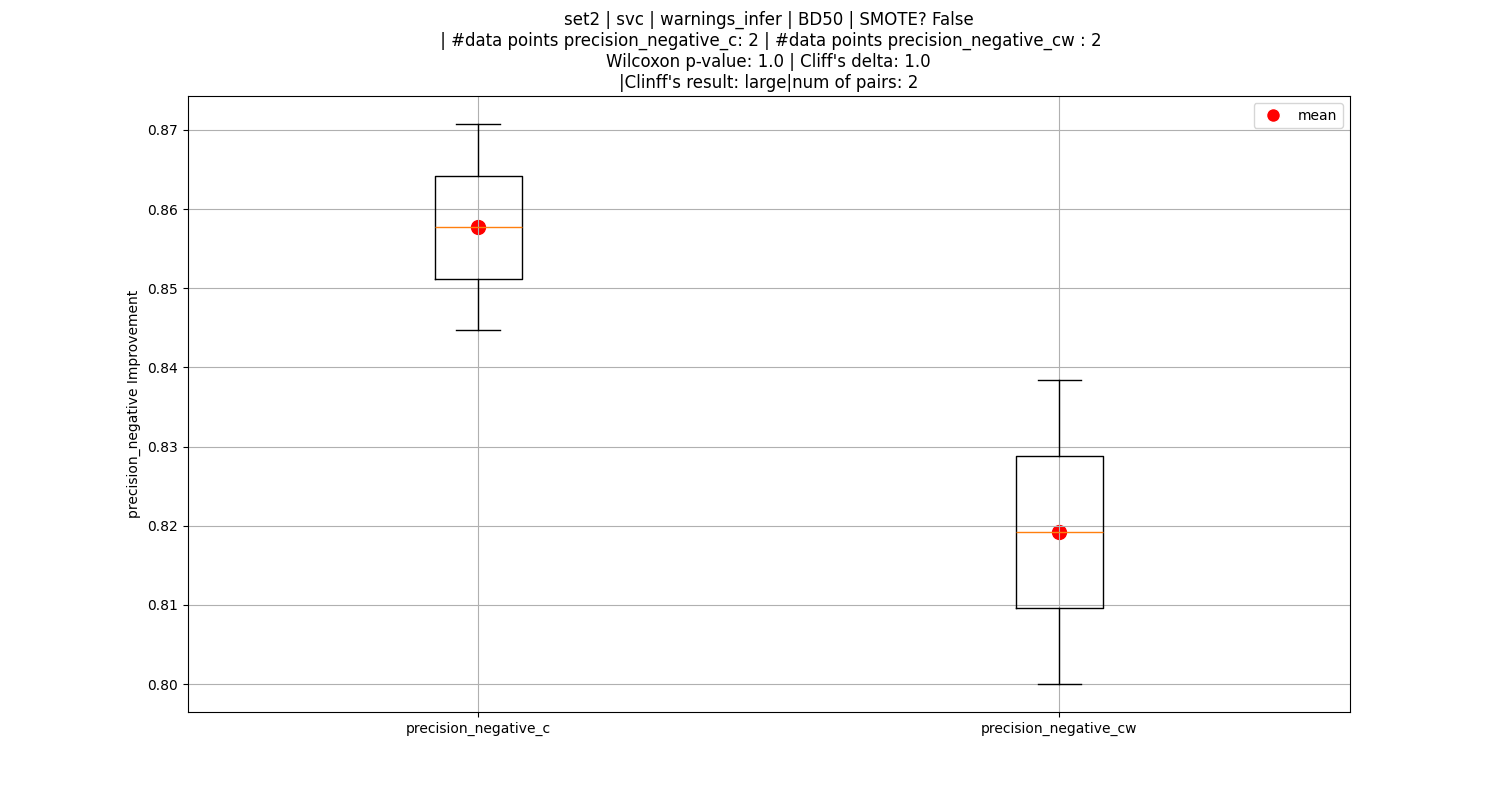 set2 | svc | warnings_infer | BD50 | SMOTE? False
| #data points precision_negative_c: 2 | #data points precision_negative_cw : 2
Wilcoxon p-value: 1.0 | Cliff's delta: 1.0
|Clinff's result: large|num of pairs: 2
mean
precision_negative Improvement
0.87
0.86
0.85
0.84
0.83
0.82
0.81
0.80
precision_negative_c
precision_negative_cw